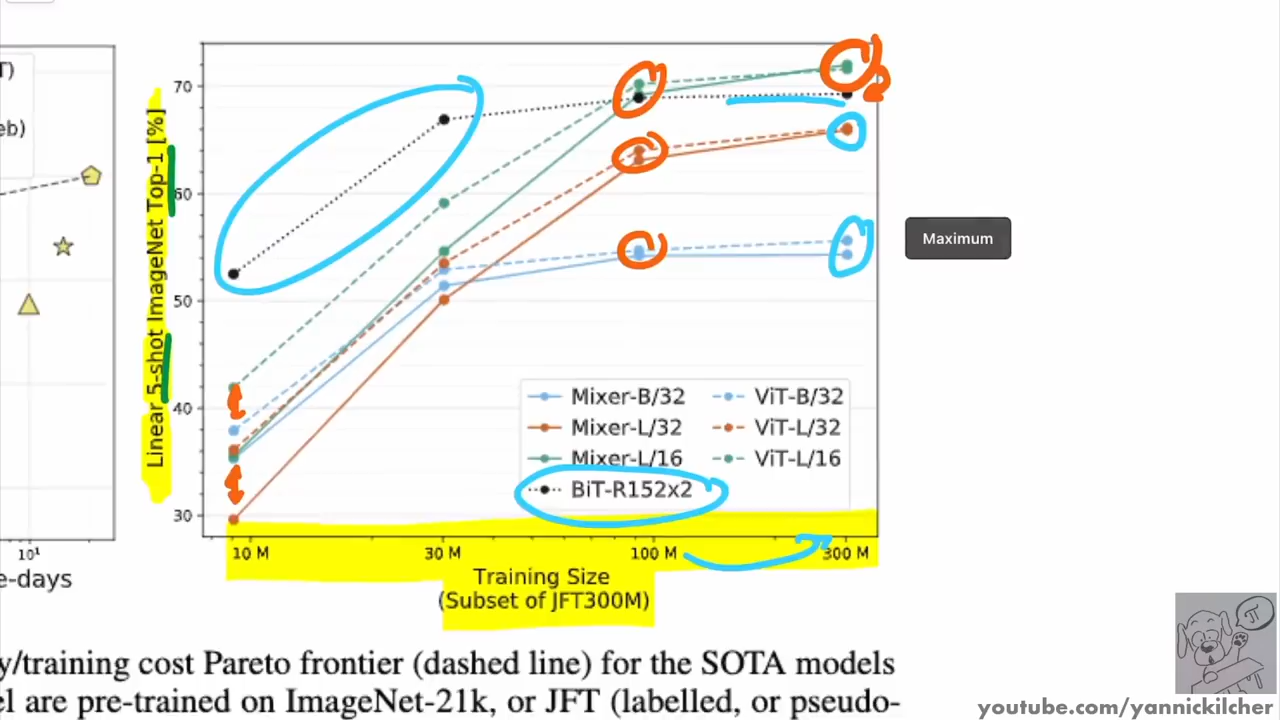 T)
eb)
10¹
e-days
Linear 5-shot ImageNet Top-1 [%]
70
60
50
40
30
10 M
30 M
100 M
300 M
Training Size
(Subset of JFT300M)
Mixer-B/32
ViT-B/32
Mixer-L/32
ViT-L/32
Mixer-L/16
ViT-L/16
BiT-R152x2
Maximum
π
y/training cost Pareto frontier (dashed line) for the SOTA models
el are pre-trained on ImageNet-21k, or JFT (labelled, or pseudo-
youtube.com/yannickilcher